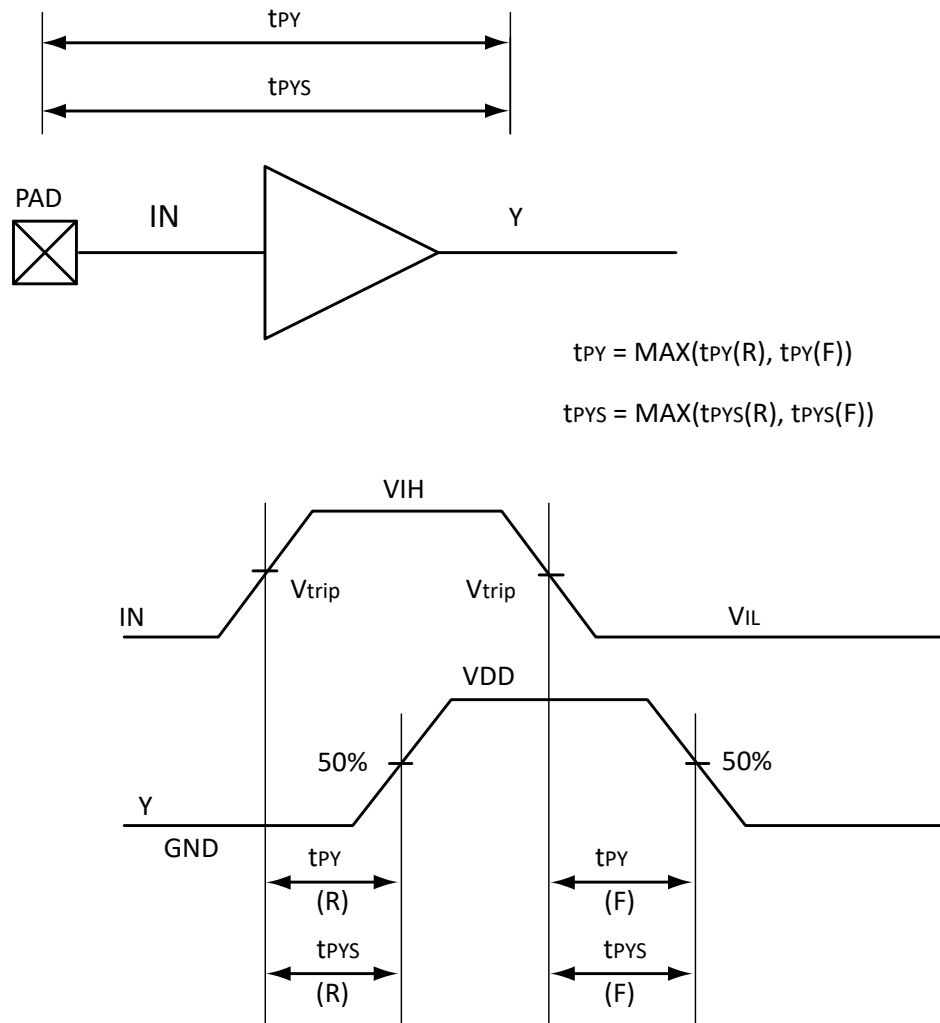 tPY
tPYS
PAD
IN
Y
tPY = MAX(tPY(R), tPY(F))
tPYS = MAX(tPYS(R), tPYS(F))
VIH
Vtrip
Vtrip
IN
VIL
VDD
50%
50%
Y
GND
tPY
(R)
tPY
(F)
tPYS
(R)
tPYS
(F)